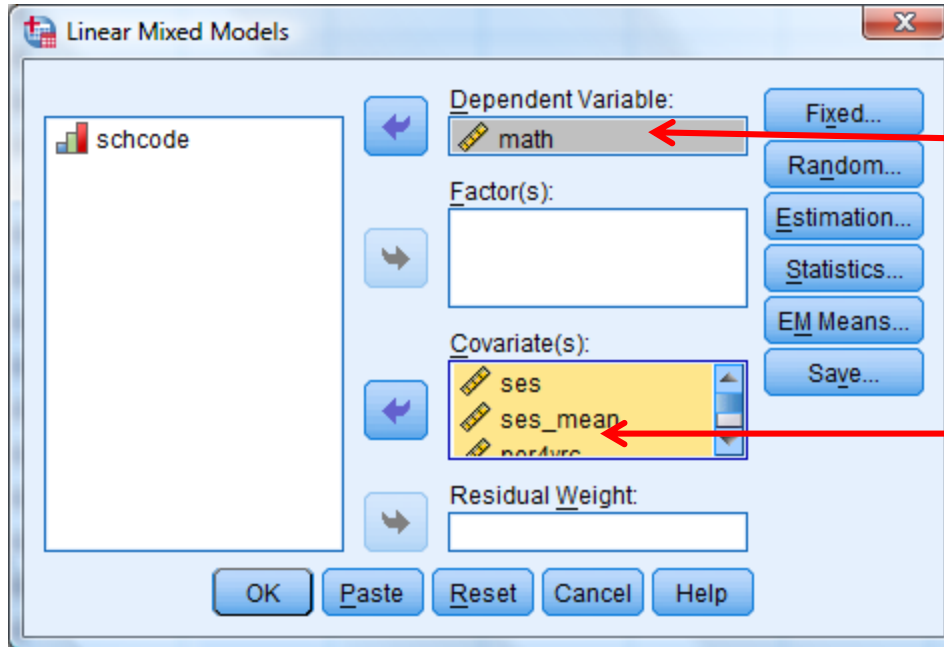 Linear Mixed Models
schcode
Dependent Variable:
math
Factor(s):
Covariate(s):
ses
ses_mean
Residual Weight:
Fixed...
Random...
Estimation...
Statistics...
EM Means...
Save...
OK Paste Reset Cancel Help